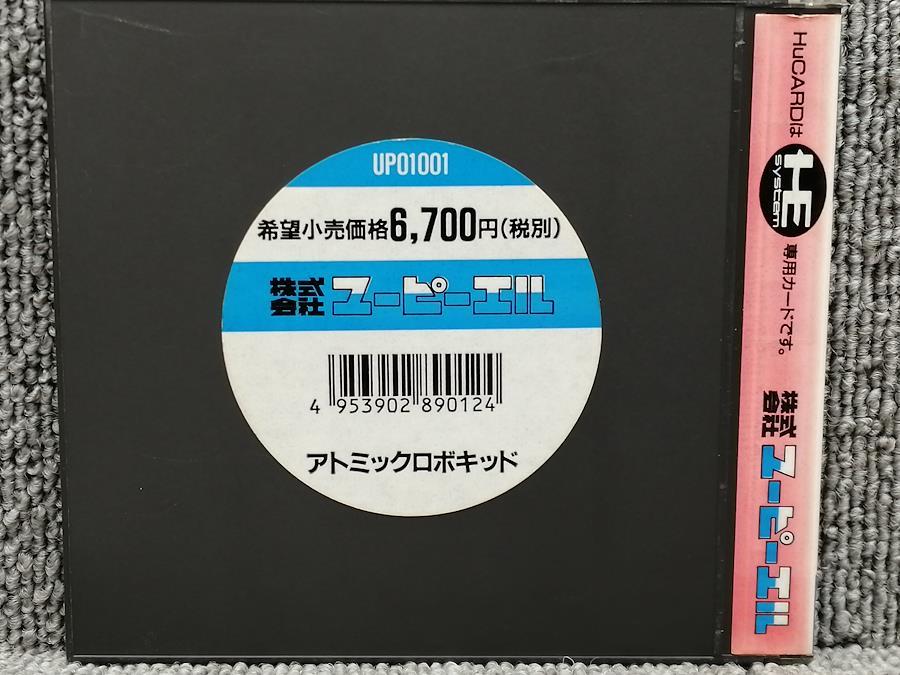 UPO1001
希望小売価格6,700円(税別)
株式会社 ユーピーエル
4 953902 890124
アトミックロボキッド
HuCARDは HE system 専用カードです。
株式会社 ユーピーエル